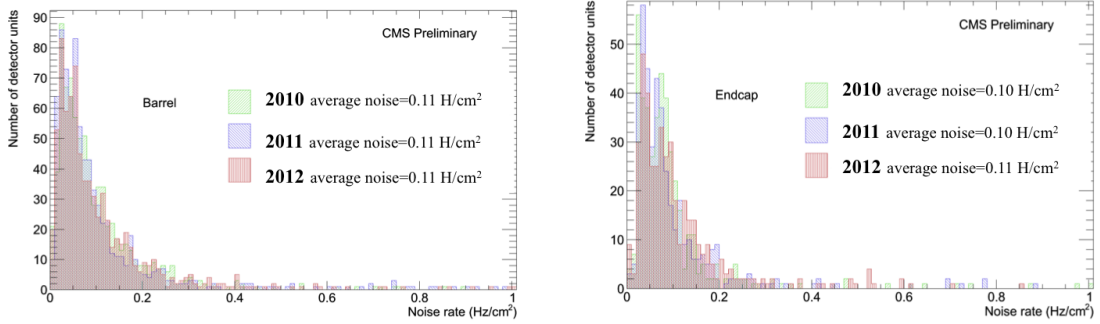 90
80
70
60
50
40
30
20
10
0
Number of detector units
CMS Preliminary
Barrel
2010 average noise=0.11 H/cm²
2011 average noise=0.11 H/cm²
2012 average noise=0.11 H/cm²
0 0.2 0.4 0.6 0.8 1
Noise rate (Hz/cm²)
50
40
30
20
10
0
Number of detector units
CMS Preliminary
Endcap
2010 average noise=0.10 H/cm²
2011 average noise=0.10 H/cm²
2012 average noise=0.11 H/cm²
0 0.2 0.4 0.6 0.8 1
Noise rate (Hz/cm²)